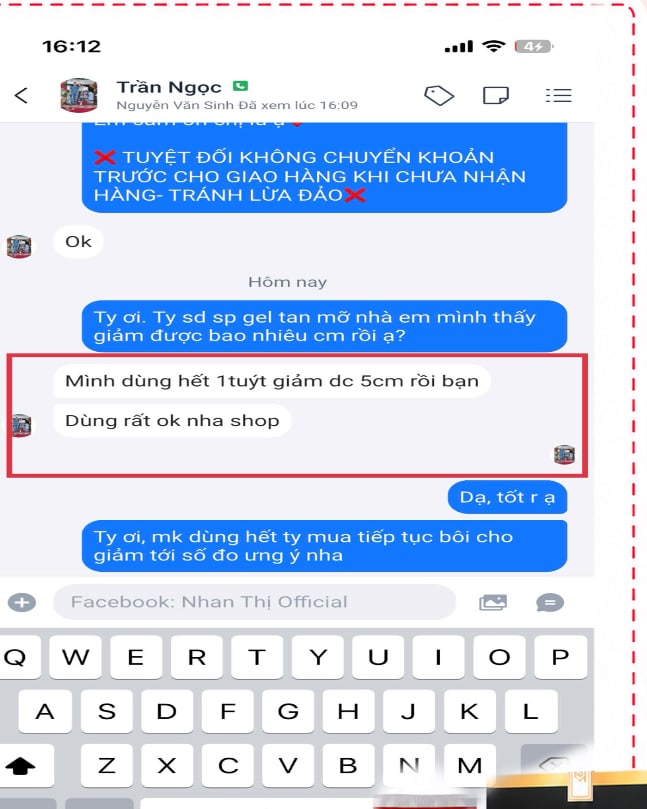 16:12
4
Trần Ngọc
Nguyễn Văn Sinh Đã xem lúc 16:09
❌ TUYỆT ĐỐI KHÔNG CHUYỂN KHOẢN
TRƯỚC CHO GIAO HÀNG KHI CHƯA NHẬN
HÀNG- TRÁNH LỪA ĐẢO❌
Ok
Hôm nay
Ty ơi. Ty sd sp gel tan mỡ nhà em mình thấy
giảm được bao nhiêu cm rồi ạ?
Mình dùng hết 1tuýt giảm dc 5cm rồi bạn
Dùng rất ok nha shop
Dạ, tốt r ạ
Ty ơi, mk dùng hết ty mua tiếp tục bôi cho
giảm tới số đo ưng ý nha
Facebook: Nhan Thị Official
Q W E R T Y U I O P
A S D F G H J K L
Z X C V B N M